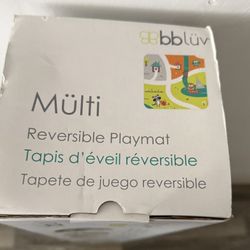 bblüv
Mülti
Reversible Playmat
Tapis d'éveil réversible
Tapete de juego reversible